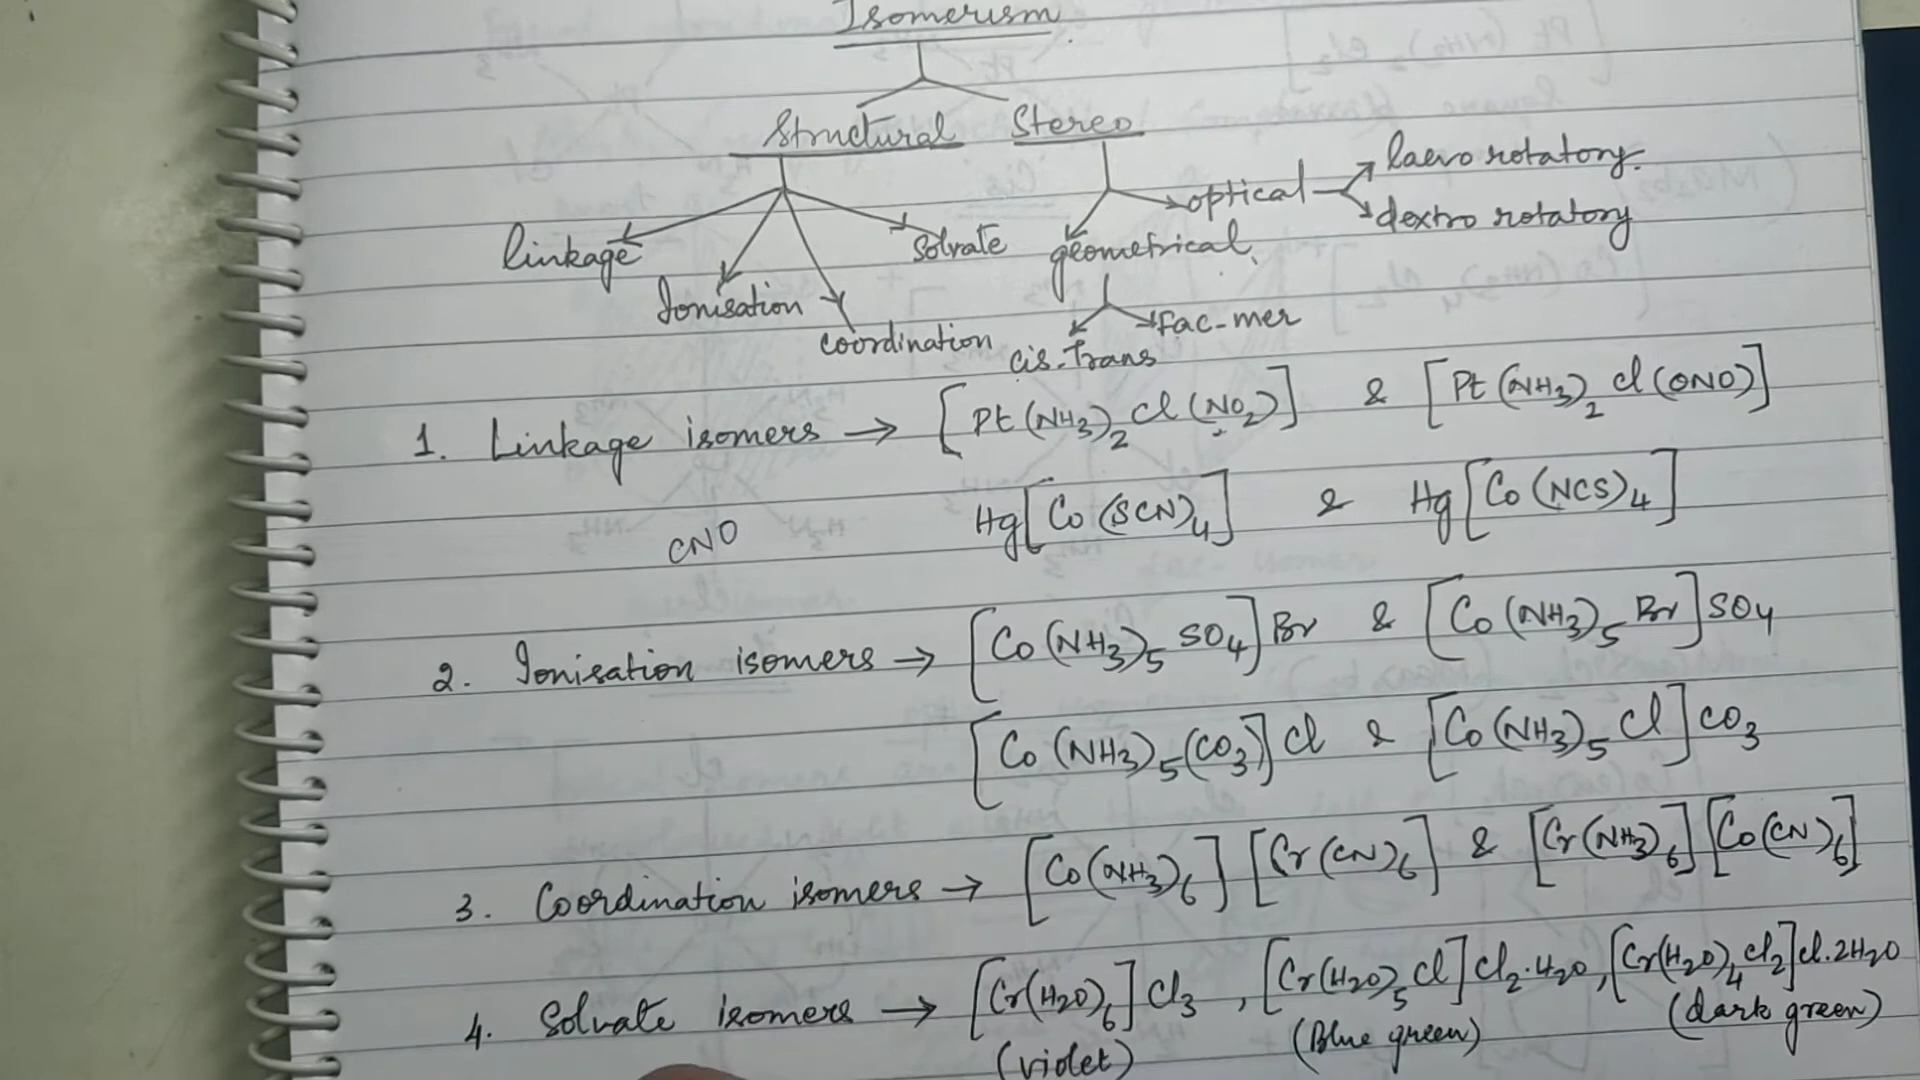 Isomerism
Structural Stereo
linkage Ionisation coordination Solvate
geometrical optical laevo rotatory.
dextro rotatory
cis-trans fac-mer
1. Linkage isomers → [Pt(NH3)2Cl(NO2)] & [Pt(NH3)2Cl(ONO)]
CNO Hg[Co(SCN)4] & Hg[Co(NCS)4]
2. Ionisation isomers → [Co(NH3)5SO4]Br & [Co(NH3)5Br]SO4
[Co(NH3)5(CO3)]Cl & [Co(NH3)5Cl]CO3
3. Coordination isomers → [Co(NH3)6][Cr(CN)6] & [Cr(NH3)6][Co(CN)6]
4. Solvate isomers → [Cr(H2O)6]Cl3, [Cr(H2O)5Cl]Cl2.H2O, [Cr(H2O)4Cl2]Cl.2H2O
(violet) (Blue green) (dark green)